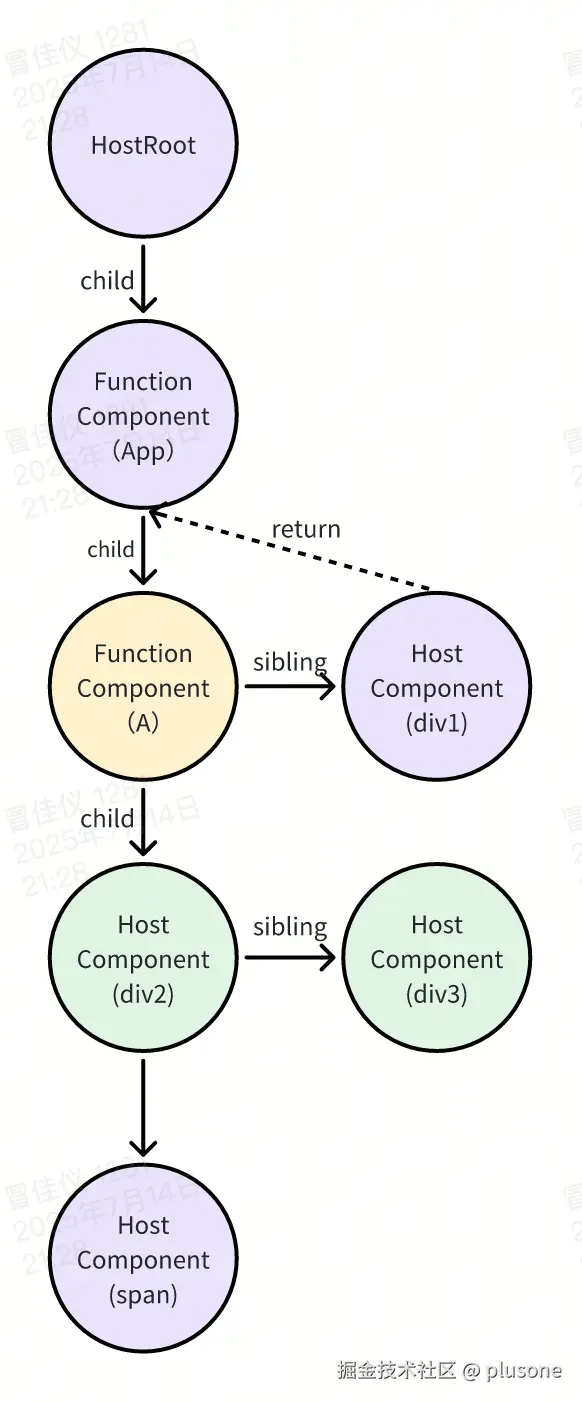 冒佳仪 1281
2025年7月14日
21:28
HostRoot
child
Function
Component
（App）
child
return
Function
Component
（A）
sibling
Host
Component
(div1)
child
Host
Component
(div2)
sibling
Host
Component
(div3)
Host
Component
(span)
掘金技术社区 @ plusone